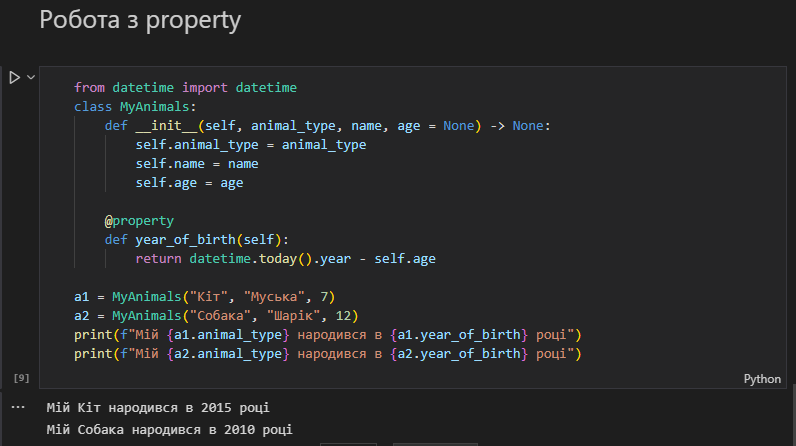 Робота з property
from datetime import datetime
class MyAnimals:
    def __init__(self, animal_type, name, age = None) -> None:
        self.animal_type = animal_type
        self.name = name
        self.age = age

    @property
    def year_of_birth(self):
        return datetime.today().year - self.age

a1 = MyAnimals("Кіт", "Муська", 7)
a2 = MyAnimals("Собака", "Шарік", 12)
print(f"Мій {a1.animal_type} народився в {a1.year_of_birth} році")
print(f"Мій {a2.animal_type} народився в {a2.year_of_birth} році")
[9]
Python
Мій Кіт народився в 2015 році
Мій Собака народився в 2010 році